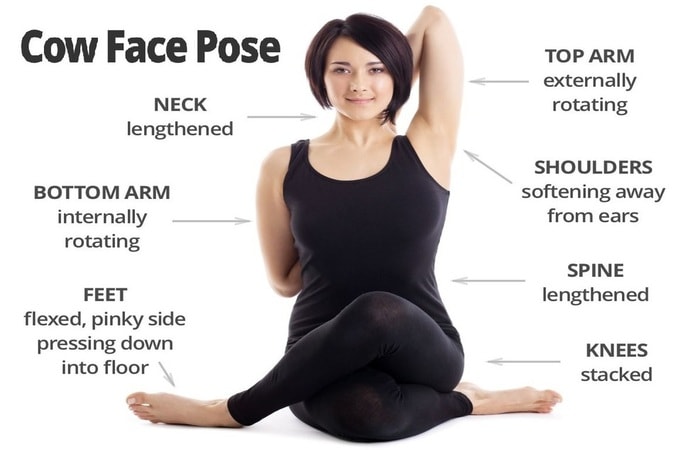 Cow Face Pose
NECK
lengthened
BOTTOM ARM
internally
rotating
FEET
flexed, pinky side
pressing down
into floor
TOP ARM
externally
rotating
SHOULDERS
softening away
from ears
SPINE
lengthened
KNEES
stacked